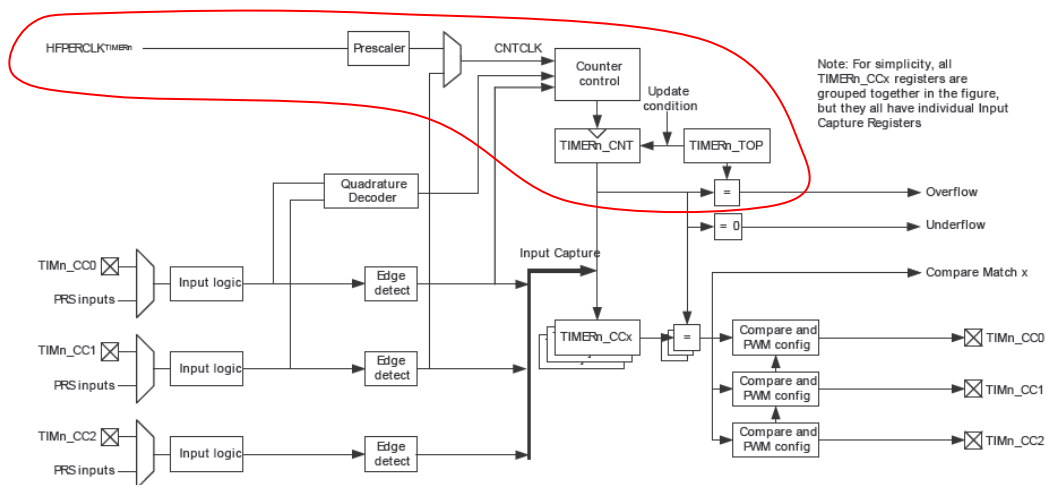 HFPERCLKTIMERn
Prescaler
CNTCLK
Counter
control
Update
condition
TIMERn_CNT
TIMERn_TOP
Note: For simplicity, all
TIMERn_CCx registers are
grouped together in the figure,
but they all have individual Input
Capture Registers
Quadrature
Decoder
=
Overflow
= 0
Underflow
Input Capture
TIMn_CC0
PRS inputs
Input logic
Edge
detect
Compare Match x
TIMERn_CCx
=
Compare and
PWM config
TIMn_CC0
TIMn_CC1
PRS inputs
Input logic
Edge
detect
Compare and
PWM config
TIMn_CC1
TIMn_CC2
PRS inputs
Input logic
Edge
detect
Compare and
PWM config
TIMn_CC2